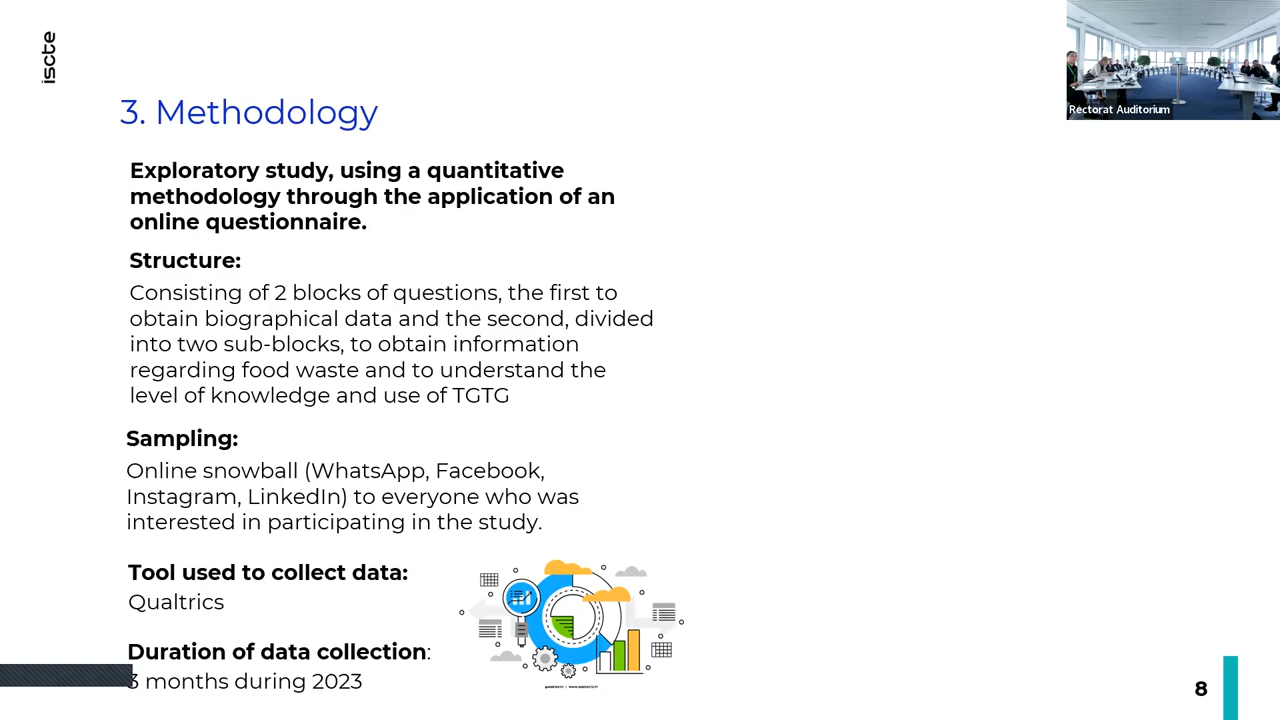 iscte
Rectorat Auditorium
3. Methodology
Exploratory study, using a quantitative
methodology through the application of an
online questionnaire.
Structure:
Consisting of 2 blocks of questions, the first to
obtain biographical data and the second, divided
into two sub-blocks, to obtain information
regarding food waste and to understand the
level of knowledge and use of TGTG
Sampling:
Online snowball (WhatsApp, Facebook,
Instagram, LinkedIn) to everyone who was
interested in participating in the study.
Tool used to collect data:
Qualtrics
Duration of data collection:
3 months during 2023
8